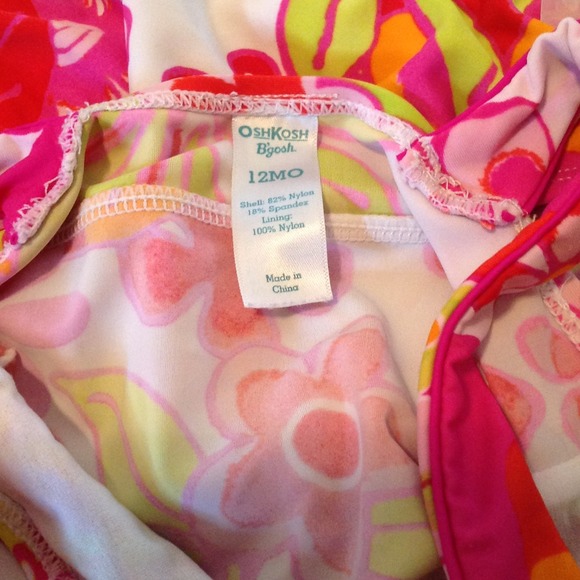 OSHKOSH
B'gosh.
12MO
Shell: 82% Nylon
18% Spandex
Lining:
100% Nylon
Made in
China